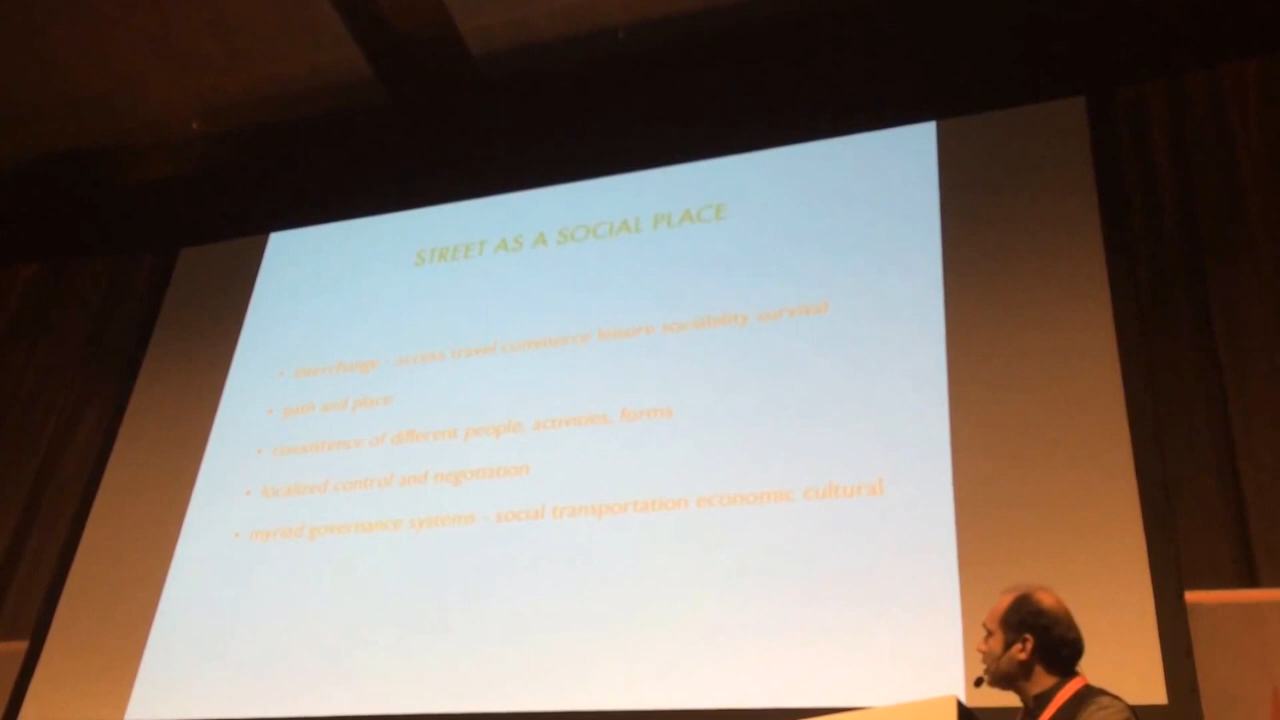 STREET AS A SOCIAL PLACE
• interchange - access travel commerce leisure sociability survival
• path and place
• coexistence of different people, activities, forms
• localized control and negotiation
• myriad governance systems - social transportation economic cultural